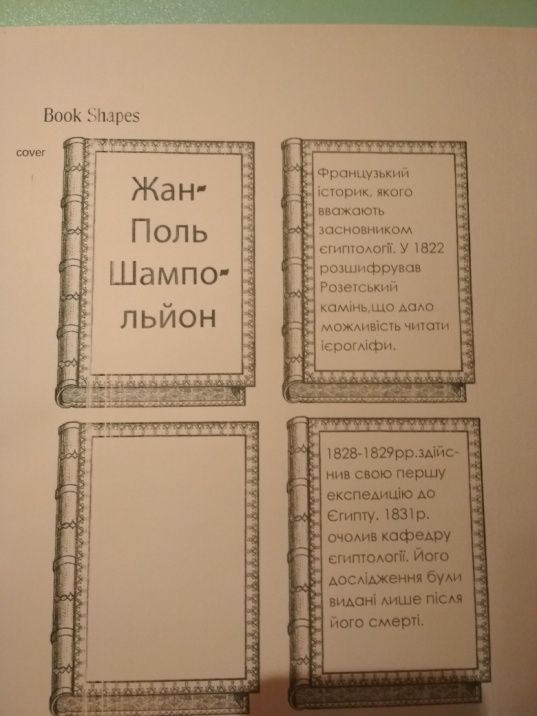 Book Shapes
cover
Жан-
Поль
Шампо-
льйон
Французький
історик, якого
вважають
засновником
єгиптології. У 1822
розшифрував
Розетський
камінь,що дало
можливість читати
ієрогліфи.
1828-1829рр.здійс-
нив свою першу
експедицію до
Єгипту. 1831р.
очолив кафедру
єгиптології. Його
дослідження були
видані лише після
його смерті.